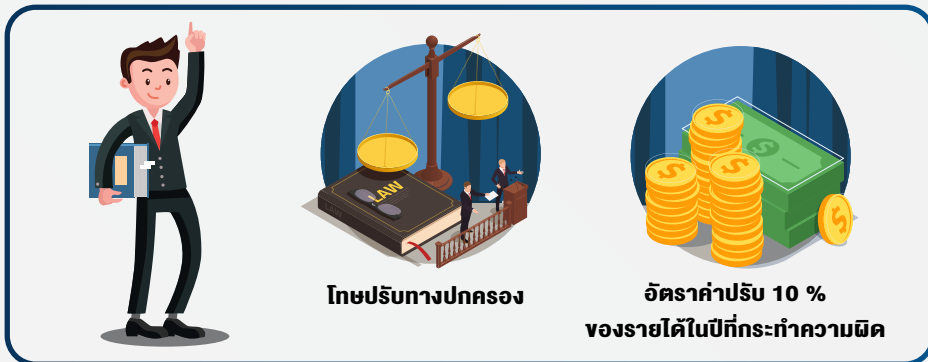 LAW
LAW
โทษปรับทางปกครอง
อัตราค่าปรับ 10 %
ของรายได้ในปีที่กระทำความผิด